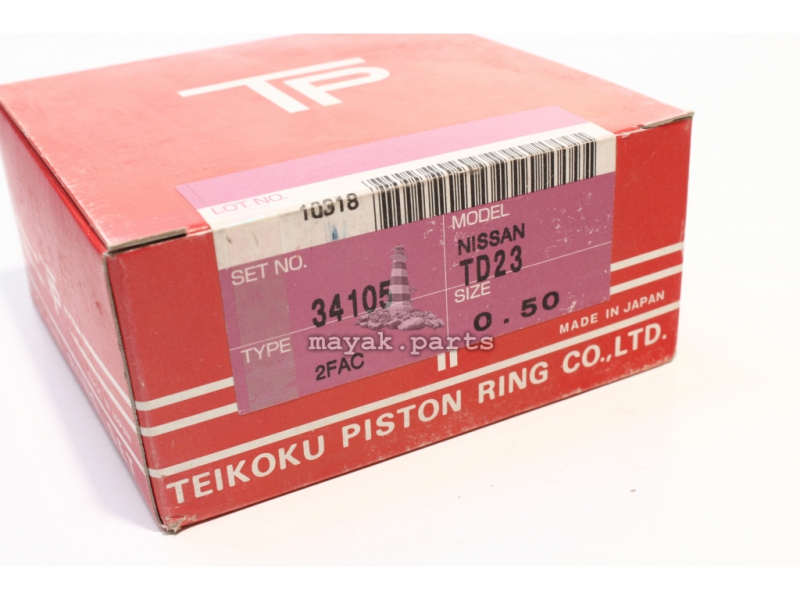 TP
LOT NO. 10918
SET NO.
34105
MODEL
NISSAN
TD23
TYPE
2FAC
SIZE
0.50
mayak.parts
MADE IN JAPAN
TEIKOKU PISTON RING CO.,LTD.